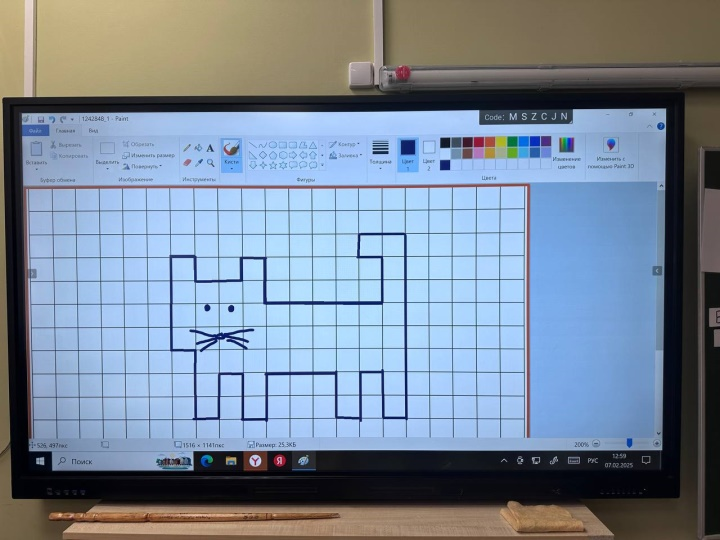 1242848_1 - Paint
Code: M S Z C J N
Файл
Главная
Вид
Вставить
Вырезать
Копировать
Буфер обмена
Выделить
Обрезать
Изменить размер
Повернуть
Изображение
Инструменты
Кисти
Фигуры
Контур
Заливка
Толщина
Цвет 1
Цвет 2
Цвета
Изменение цветов
Изменить с помощью Paint 3D
526, 497пкс
1516 × 1141пкс
Размер: 25,3КБ
200%
Поиск
РУС
12:59
07.02.2025